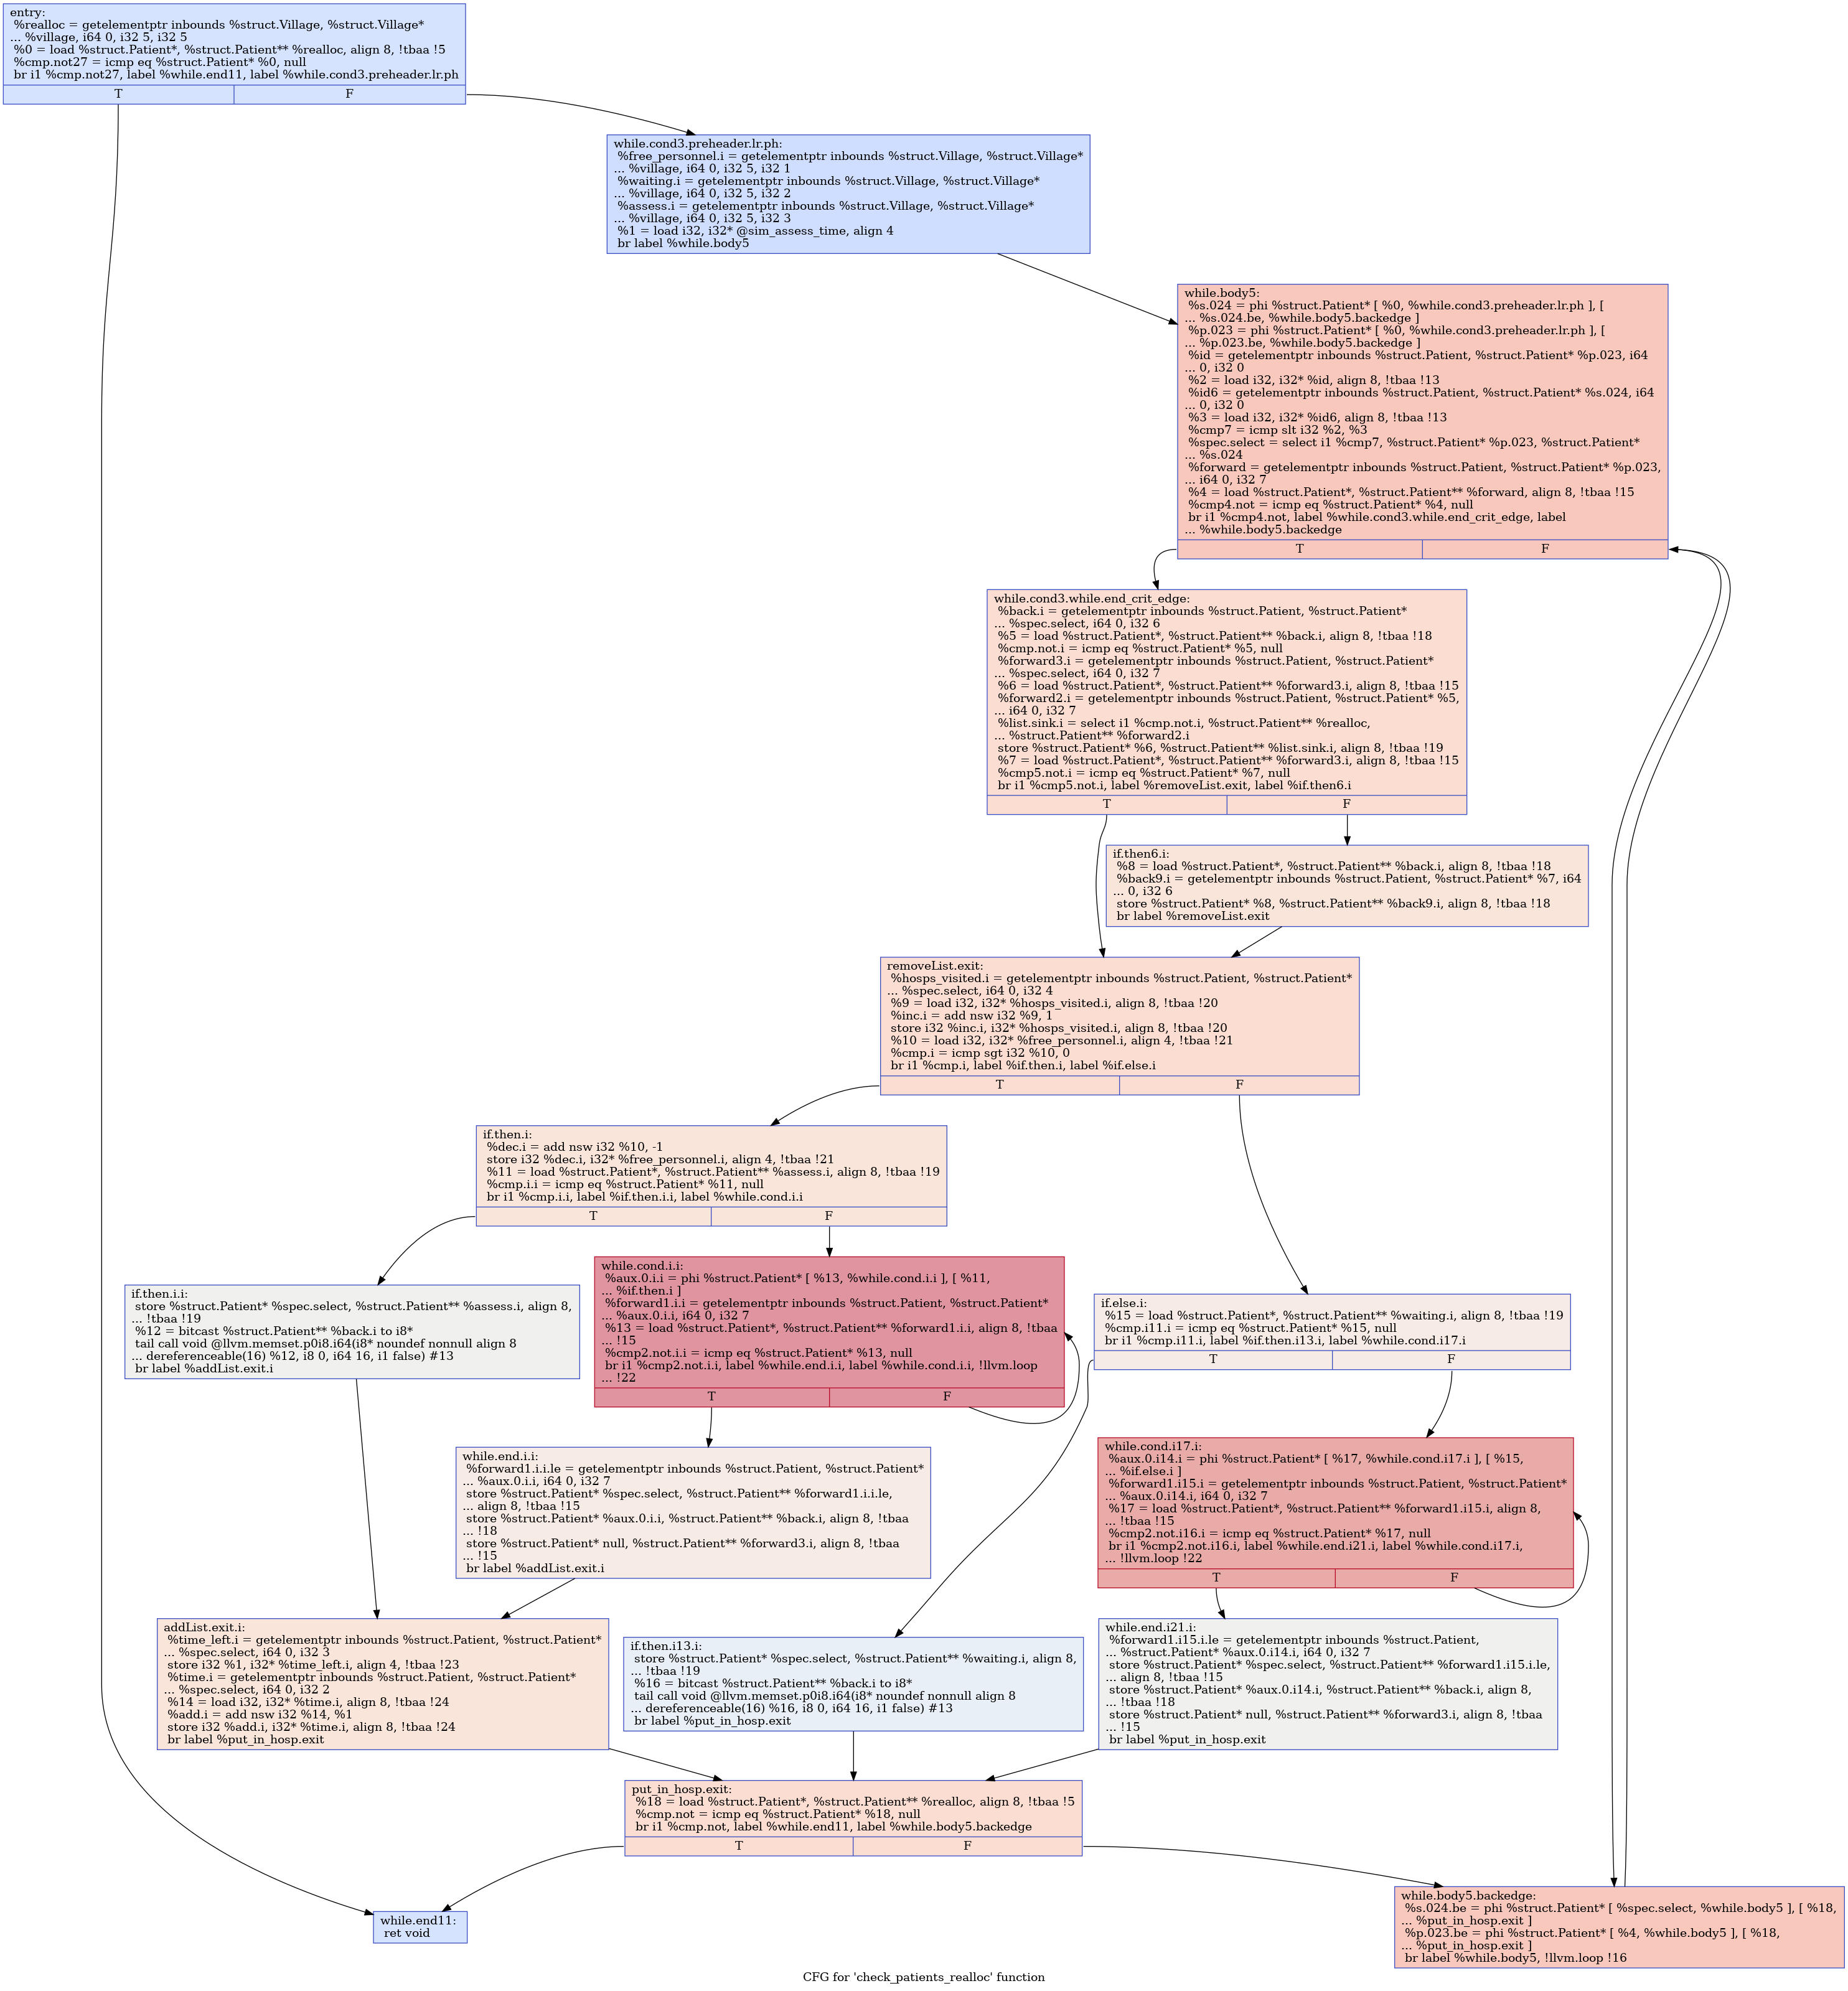 entry:
%realloc = getelementptr inbounds %struct.Village, %struct.Village*
... %village, i64 0, i32 5, i32 5
%0 = load %struct.Patient*, %struct.Patient** %realloc, align 8, !tbaa !5
%cmp.not27 = icmp eq %struct.Patient* %0, null
br i1 %cmp.not27, label %while.end11, label %while.cond3.preheader.lr.ph
T F
while.cond3.preheader.lr.ph:
%free_personnel.i = getelementptr inbounds %struct.Village, %struct.Village*
... %village, i64 0, i32 5, i32 1
%waiting.i = getelementptr inbounds %struct.Village, %struct.Village*
... %village, i64 0, i32 5, i32 2
%assess.i = getelementptr inbounds %struct.Village, %struct.Village*
... %village, i64 0, i32 5, i32 3
%1 = load i32, i32* @sim_assess_time, align 4
br label %while.body5
while.body5:
%s.024 = phi %struct.Patient* [ %0, %while.cond3.preheader.lr.ph ], [
... %s.024.be, %while.body5.backedge ]
%p.023 = phi %struct.Patient* [ %0, %while.cond3.preheader.lr.ph ], [
... %p.023.be, %while.body5.backedge ]
%id = getelementptr inbounds %struct.Patient, %struct.Patient* %p.023, i64
... 0, i32 0
%2 = load i32, i32* %id, align 8, !tbaa !13
%id6 = getelementptr inbounds %struct.Patient, %struct.Patient* %s.024, i64
... 0, i32 0
%3 = load i32, i32* %id6, align 8, !tbaa !13
%cmp7 = icmp slt i32 %2, %3
%spec.select = select i1 %cmp7, %struct.Patient* %p.023, %struct.Patient*
... %s.024
%forward = getelementptr inbounds %struct.Patient, %struct.Patient* %p.023,
... i64 0, i32 7
%4 = load %struct.Patient*, %struct.Patient** %forward, align 8, !tbaa !15
%cmp4.not = icmp eq %struct.Patient* %4, null
br i1 %cmp4.not, label %while.cond3.while.end_crit_edge, label
... %while.body5.backedge
T F
while.cond3.while.end_crit_edge:
%back.i = getelementptr inbounds %struct.Patient, %struct.Patient*
... %spec.select, i64 0, i32 6
%5 = load %struct.Patient*, %struct.Patient** %back.i, align 8, !tbaa !18
%cmp.not.i = icmp eq %struct.Patient* %5, null
%forward3.i = getelementptr inbounds %struct.Patient, %struct.Patient*
... %spec.select, i64 0, i32 7
%6 = load %struct.Patient*, %struct.Patient** %forward3.i, align 8, !tbaa !15
%forward2.i = getelementptr inbounds %struct.Patient, %struct.Patient* %5,
... i64 0, i32 7
%list.sink.i = select i1 %cmp.not.i, %struct.Patient** %realloc,
... %struct.Patient** %forward2.i
store %struct.Patient* %6, %struct.Patient** %list.sink.i, align 8, !tbaa !19
%7 = load %struct.Patient*, %struct.Patient** %forward3.i, align 8, !tbaa !15
%cmp5.not.i = icmp eq %struct.Patient* %7, null
br i1 %cmp5.not.i, label %removeList.exit, label %if.then6.i
T F
if.then6.i:
%8 = load %struct.Patient*, %struct.Patient** %back.i, align 8, !tbaa !18
%back9.i = getelementptr inbounds %struct.Patient, %struct.Patient* %7, i64
... 0, i32 6
store %struct.Patient* %8, %struct.Patient** %back9.i, align 8, !tbaa !18
br label %removeList.exit
removeList.exit:
%hosps_visited.i = getelementptr inbounds %struct.Patient, %struct.Patient*
... %spec.select, i64 0, i32 4
%9 = load i32, i32* %hosps_visited.i, align 8, !tbaa !20
%inc.i = add nsw i32 %9, 1
store i32 %inc.i, i32* %hosps_visited.i, align 8, !tbaa !20
%10 = load i32, i32* %free_personnel.i, align 4, !tbaa !21
%cmp.i = icmp sgt i32 %10, 0
br i1 %cmp.i, label %if.then.i, label %if.else.i
T F
if.then.i:
%dec.i = add nsw i32 %10, -1
store i32 %dec.i, i32* %free_personnel.i, align 4, !tbaa !21
%11 = load %struct.Patient*, %struct.Patient** %assess.i, align 8, !tbaa !19
%cmp.i.i = icmp eq %struct.Patient* %11, null
br i1 %cmp.i.i, label %if.then.i.i, label %while.cond.i.i
T F
if.then.i.i:
store %struct.Patient* %spec.select, %struct.Patient** %assess.i, align 8,
... !tbaa !19
%12 = bitcast %struct.Patient** %back.i to i8*
tail call void @llvm.memset.p0i8.i64(i8* noundef nonnull align 8
... dereferenceable(16) %12, i8 0, i64 16, i1 false) #13
br label %addList.exit.i
while.cond.i.i:
%aux.0.i.i = phi %struct.Patient* [ %13, %while.cond.i.i ], [ %11,
... %if.then.i ]
%forward1.i.i = getelementptr inbounds %struct.Patient, %struct.Patient*
... %aux.0.i.i, i64 0, i32 7
%13 = load %struct.Patient*, %struct.Patient** %forward1.i.i, align 8, !tbaa
... !15
%cmp2.not.i.i = icmp eq %struct.Patient* %13, null
br i1 %cmp2.not.i.i, label %while.end.i.i, label %while.cond.i.i, !llvm.loop
... !22
T F
if.else.i:
%15 = load %struct.Patient*, %struct.Patient** %waiting.i, align 8, !tbaa !19
%cmp.i11.i = icmp eq %struct.Patient* %15, null
br i1 %cmp.i11.i, label %if.then.i13.i, label %while.cond.i17.i
T F
while.cond.i17.i:
%aux.0.i14.i = phi %struct.Patient* [ %17, %while.cond.i17.i ], [ %15,
... %if.else.i ]
%forward1.i15.i = getelementptr inbounds %struct.Patient, %struct.Patient*
... %aux.0.i14.i, i64 0, i32 7
%17 = load %struct.Patient*, %struct.Patient** %forward1.i15.i, align 8,
... !tbaa !15
%cmp2.not.i16.i = icmp eq %struct.Patient* %17, null
br i1 %cmp2.not.i16.i, label %while.end.i21.i, label %while.cond.i17.i,
... !llvm.loop !22
T F
while.end.i.i:
%forward1.i.i.le = getelementptr inbounds %struct.Patient, %struct.Patient*
... %aux.0.i.i, i64 0, i32 7
store %struct.Patient* %spec.select, %struct.Patient** %forward1.i.i.le,
... align 8, !tbaa !15
store %struct.Patient* %aux.0.i.i, %struct.Patient** %back.i, align 8, !tbaa
... !18
store %struct.Patient* null, %struct.Patient** %forward3.i, align 8, !tbaa
... !15
br label %addList.exit.i
addList.exit.i:
%time_left.i = getelementptr inbounds %struct.Patient, %struct.Patient*
... %spec.select, i64 0, i32 3
store i32 %1, i32* %time_left.i, align 4, !tbaa !23
%time.i = getelementptr inbounds %struct.Patient, %struct.Patient*
... %spec.select, i64 0, i32 2
%14 = load i32, i32* %time.i, align 8, !tbaa !24
%add.i = add nsw i32 %14, %1
store i32 %add.i, i32* %time.i, align 8, !tbaa !24
br label %put_in_hosp.exit
if.then.i13.i:
store %struct.Patient* %spec.select, %struct.Patient** %waiting.i, align 8,
... !tbaa !19
%16 = bitcast %struct.Patient** %back.i to i8*
tail call void @llvm.memset.p0i8.i64(i8* noundef nonnull align 8
... dereferenceable(16) %16, i8 0, i64 16, i1 false) #13
br label %put_in_hosp.exit
while.end.i21.i:
%forward1.i15.i.le = getelementptr inbounds %struct.Patient,
... %struct.Patient* %aux.0.i14.i, i64 0, i32 7
store %struct.Patient* %spec.select, %struct.Patient** %forward1.i15.i.le,
... align 8, !tbaa !15
store %struct.Patient* %aux.0.i14.i, %struct.Patient** %back.i, align 8,
... !tbaa !18
store %struct.Patient* null, %struct.Patient** %forward3.i, align 8, !tbaa
... !15
br label %put_in_hosp.exit
put_in_hosp.exit:
%18 = load %struct.Patient*, %struct.Patient** %realloc, align 8, !tbaa !5
%cmp.not = icmp eq %struct.Patient* %18, null
br i1 %cmp.not, label %while.end11, label %while.body5.backedge
T F
while.end11:
ret void
while.body5.backedge:
%s.024.be = phi %struct.Patient* [ %spec.select, %while.body5 ], [ %18,
... %put_in_hosp.exit ]
%p.023.be = phi %struct.Patient* [ %4, %while.body5 ], [ %18,
... %put_in_hosp.exit ]
br label %while.body5, !llvm.loop !16
CFG for 'check_patients_realloc' function